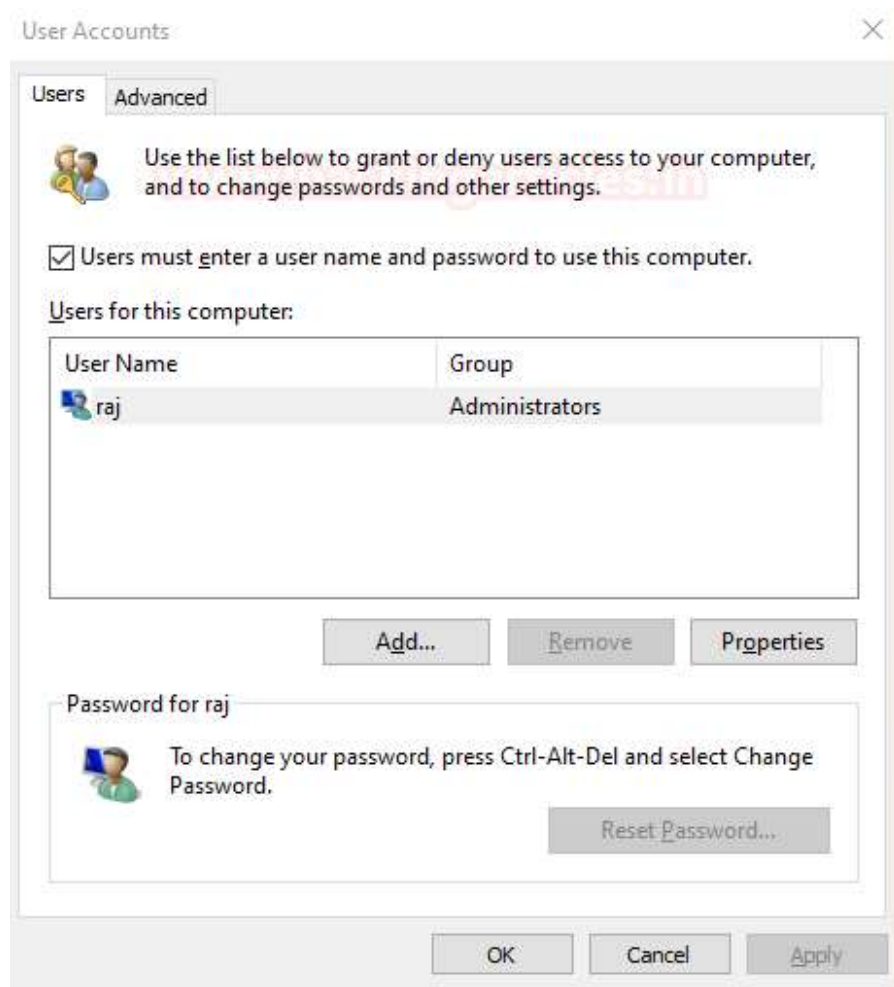 User Accounts
Users
Advanced
Use the list below to grant or deny users access to your computer,
and to change passwords and other settings.
Users must enter a user name and password to use this computer.
Users for this computer:
User Name Group
raj Administrators
Add... Remove Properties
Password for raj
To change your password, press Ctrl-Alt-Del and select Change
Password.
Reset Password...
OK Cancel Apply